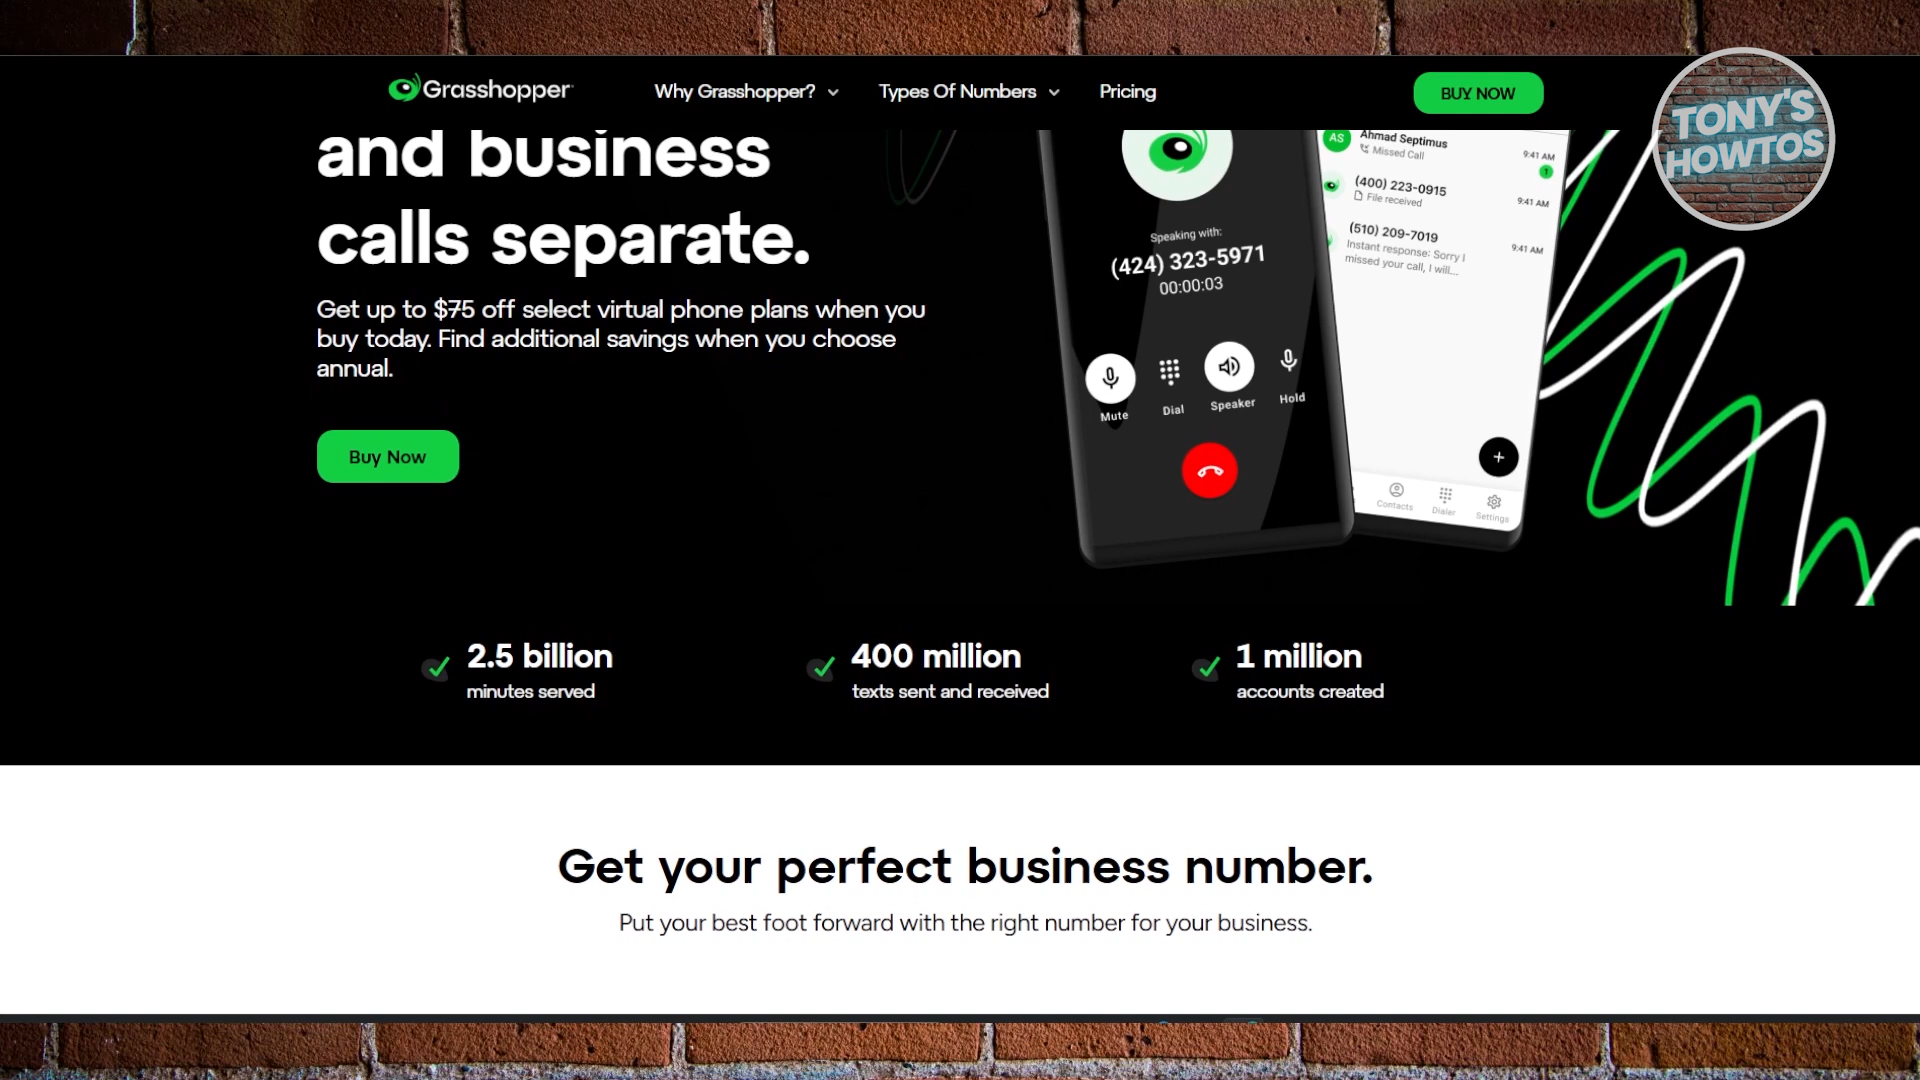 Grasshopper
Why Grasshopper?
Types Of Numbers
Pricing
BUY NOW
TONY'S
HOWTOS
and business
calls separate.
Get up to $75 off select virtual phone plans when you
buy today. Find additional savings when you choose
annual.
Buy Now
Speaking with:
(424) 323-5971
00:00:03
Mute
Dial
Speaker
Hold
AS
Ahmad Septimus
Missed Call
9:41 AM
1
(400) 223-0915
File received
9:41 AM
(510) 209-7019
Instant response: Sorry I
missed your call, I will...
9:41 AM
Contacts
Dialer
Settings
2.5 billion
minutes served
400 million
texts sent and received
1 million
accounts created
Get your perfect business number.
Put your best foot forward with the right number for your business.